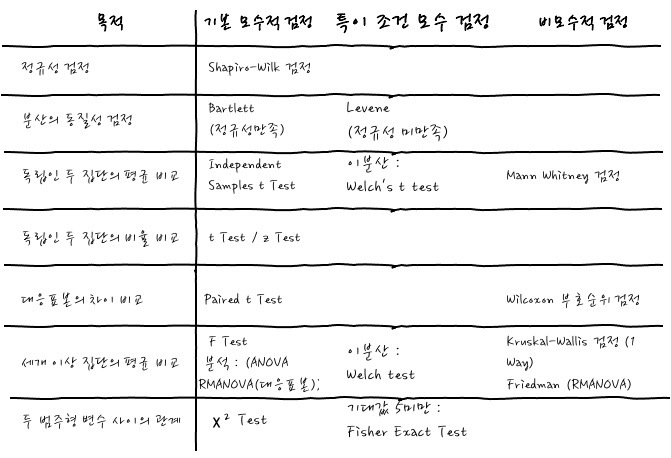 목적 기본 모수적 검정 특이 조건 모수 검정 비모수적 검정
정규성 검정 Shapiro-Wilk 검정
분산의 동질성 검정
Bartlett
(정규성만족)
Levene
(정규성 미만족)
독립인 두 집단의 평균 비교
Independent
Samples t Test
이분산 :
Welch's t test
Mann Whitney 검정
독립인 두 집단의 비율 비교 t Test / z Test
대응표본의 차이 비교 Paired t Test Wilcoxon 부호순위 검정
세개 이상 집단의 평균 비교
F Test
분석 : (ANOVA
RMANOVA(대응표본);
이분산 :
Welch test
Kruskal-Wallis 검정 (1
Way)
Friedman (RMANOVA)
두 범주형 변수 사이의 관계 X² Test
기대값 5미만 :
Fisher Exact Test